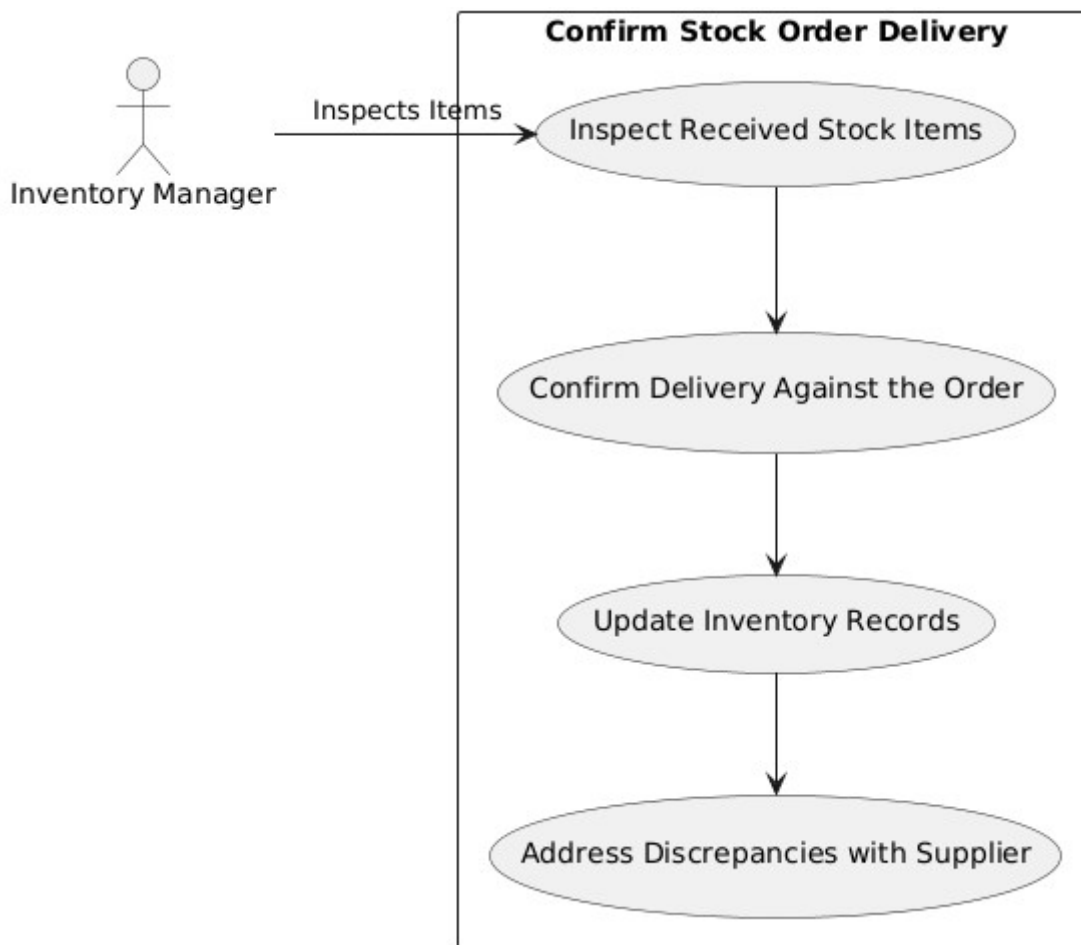 Confirm Stock Order Delivery
Inspects Items
Inspect Received Stock Items
Inventory Manager
Confirm Delivery Against the Order
Update Inventory Records
Address Discrepancies with Supplier